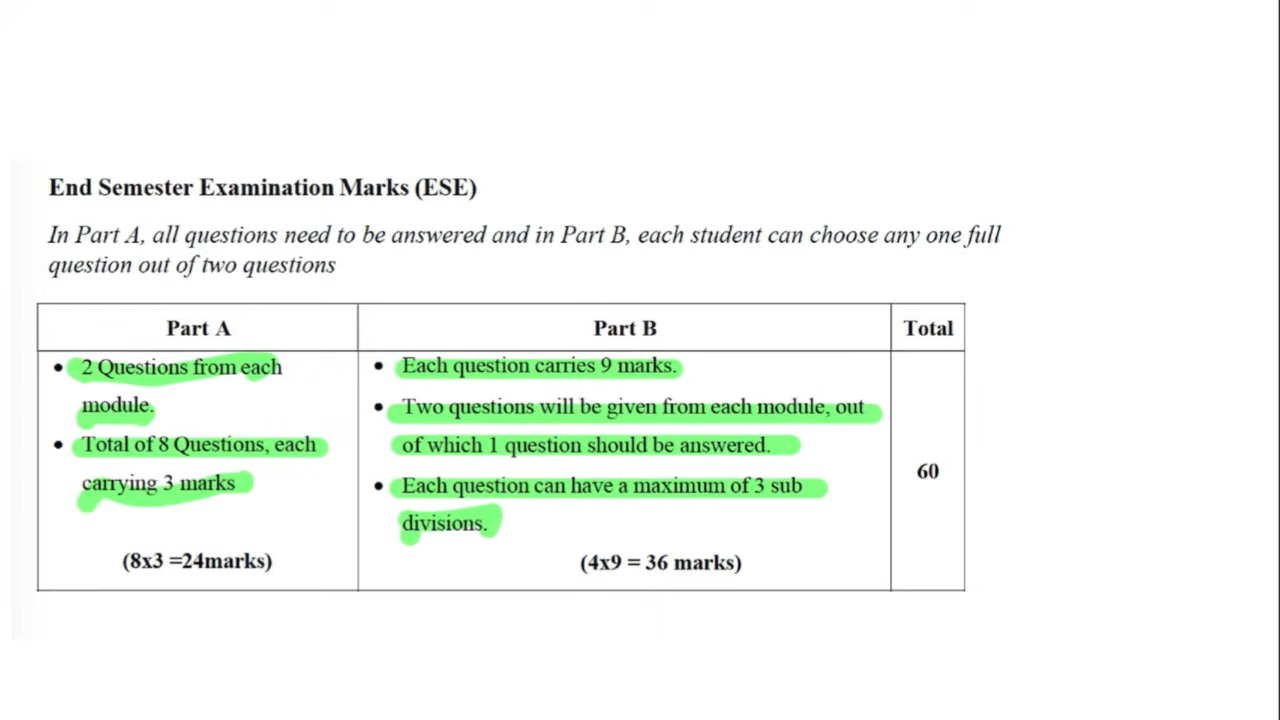 End Semester Examination Marks (ESE)
In Part A, all questions need to be answered and in Part B, each student can choose any one full
question out of two questions
Part A
Part B
Total
• 2 Questions from each
module.
• Total of 8 Questions, each
carrying 3 marks
(8x3 =24marks)
• Each question carries 9 marks.
• Two questions will be given from each module, out
of which 1 question should be answered.
• Each question can have a maximum of 3 sub
divisions.
(4x9 = 36 marks)
60